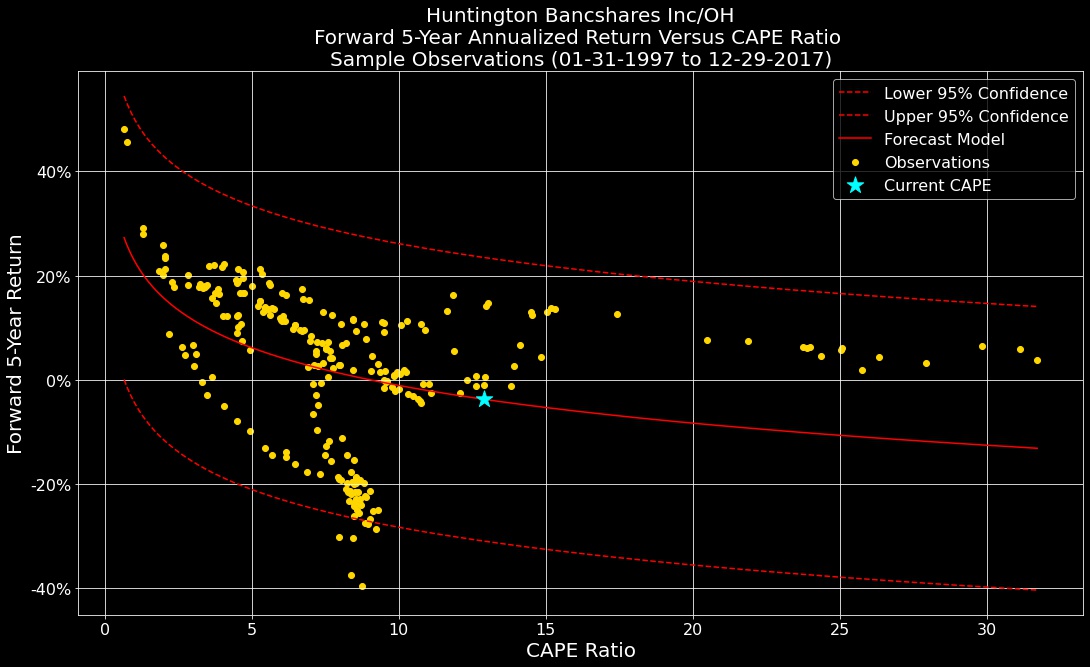 Huntington Bancshares Inc/OH
Forward 5-Year Annualized Return Versus CAPE Ratio
Sample Observations (01-31-1997 to 12-29-2017)
Lower 95% Confidence
Upper 95% Confidence
Forecast Model
Observations
Current CAPE
Forward 5-Year Return
40%
20%
0%
-20%
-40%
0
5
10
15
20
25
30
CAPE Ratio